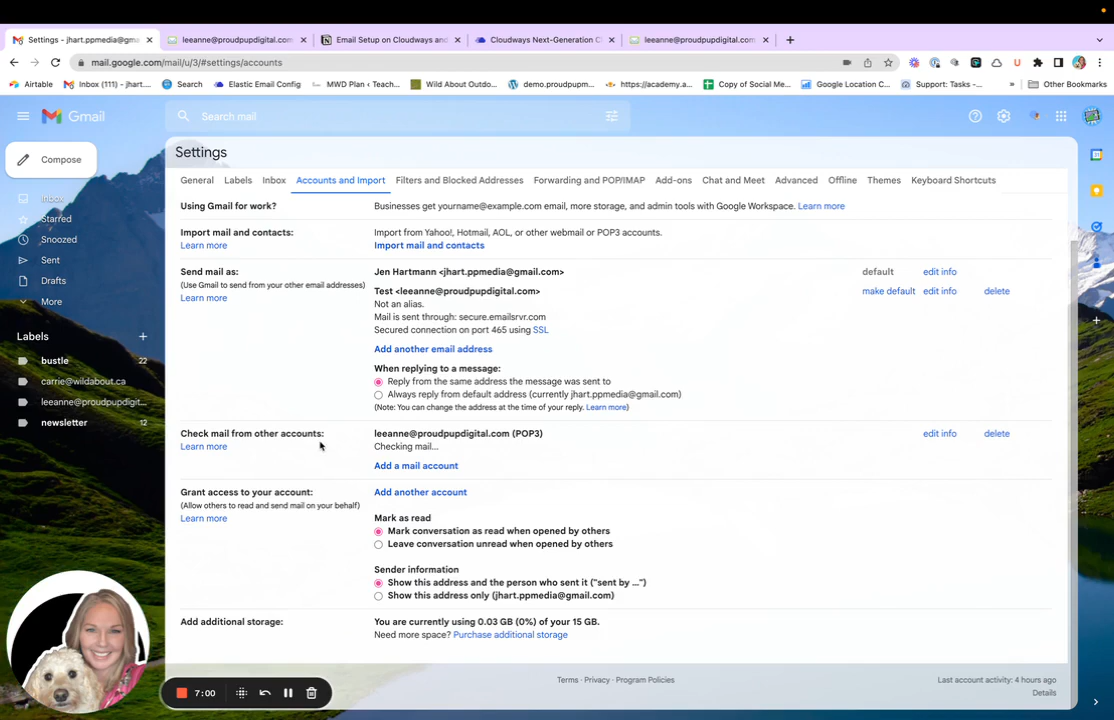 Settings - jhart.ppmedia@gma
leeanne@proudpupdigital.com
Email Setup on Cloudways and
Cloudways Next-Generation C
leeanne@proudpupdigital.com
mail.google.com/mail/u/3/#settings/accounts
Airtable
Inbox (111) - jhart....
Search
Elastic Email Config
MWD Plan ‹ Teach...
Wild About Outdo...
demo.proudpupm...
https://academy.a...
Copy of Social Me...
Google Location C...
Support: Tasks -...
»
Other Bookmarks
Gmail
Search mail
Compose
Inbox
Starred
Snoozed
Sent
Drafts
More
Labels
bustle 22
carrie@wildabout.ca
leeanne@proudpupdigit...
newsletter 12
Settings
General Labels Inbox Accounts and Import Filters and Blocked Addresses Forwarding and POP/IMAP Add-ons Chat and Meet Advanced Offline Themes Keyboard Shortcuts
Using Gmail for work? Businesses get yourname@example.com email, more storage, and admin tools with Google Workspace. Learn more
Import mail and contacts: Import from Yahoo!, Hotmail, AOL, or other webmail or POP3 accounts.
Learn more Import mail and contacts
Send mail as: Jen Hartmann <jhart.ppmedia@gmail.com> default edit info
(Use Gmail to send from your other email addresses)
Learn more
Test <leeanne@proudpupdigital.com> make default edit info delete
Not an alias.
Mail is sent through: secure.emailsrvr.com
Secured connection on port 465 using SSL
Add another email address
When replying to a message:
Reply from the same address the message was sent to
Always reply from default address (currently jhart.ppmedia@gmail.com)
(Note: You can change the address at the time of your reply. Learn more)
Check mail from other accounts: leeanne@proudpupdigital.com (POP3) edit info delete
Learn more Checking mail...
Add a mail account
Grant access to your account: Add another account
(Allow others to read and send mail on your behalf)
Learn more
Mark as read
Mark conversation as read when opened by others
Leave conversation unread when opened by others
Sender information
Show this address and the person who sent it ("sent by ...")
Show this address only (jhart.ppmedia@gmail.com)
Add additional storage: You are currently using 0.03 GB (0%) of your 15 GB.
Need more space? Purchase additional storage
Terms · Privacy · Program Policies
Last account activity: 4 hours ago
Details
7:00